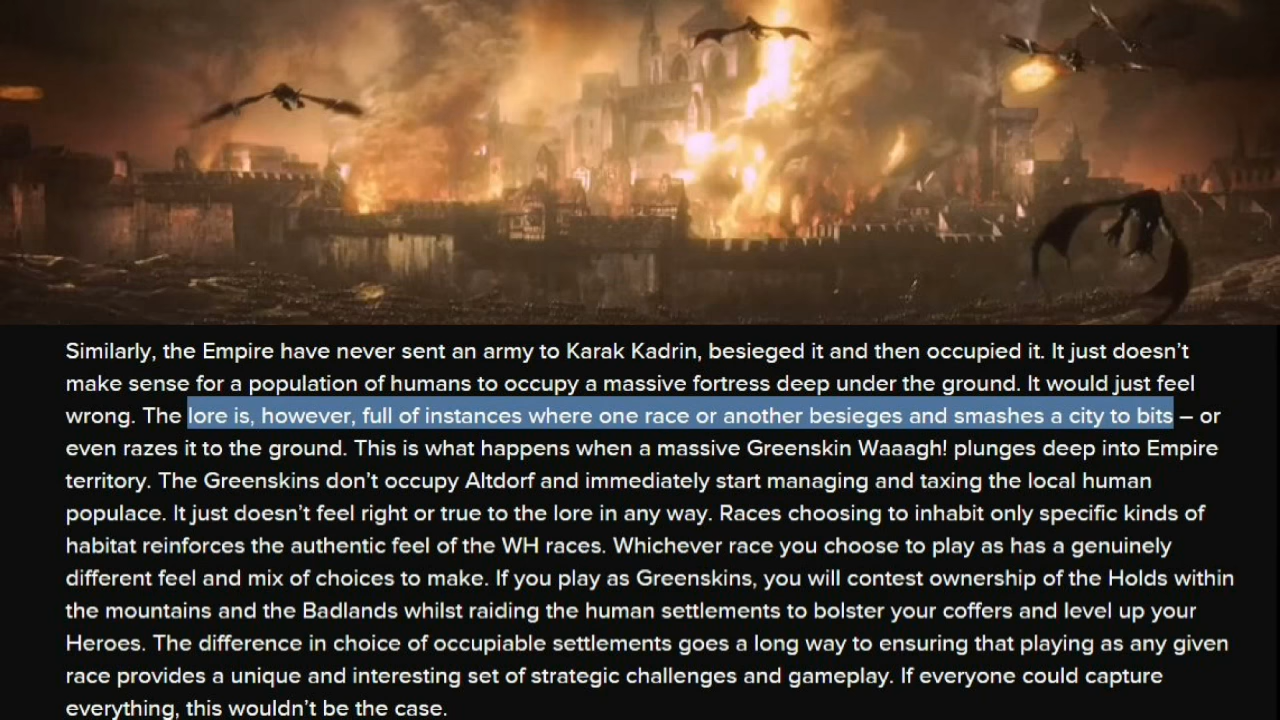 Similarly, the Empire have never sent an army to Karak Kadrin, besieged it and then occupied it. It just doesn't
make sense for a population of humans to occupy a massive fortress deep under the ground. It would just feel
wrong. The lore is, however, full of instances where one race or another besieges and smashes a city to bits – or
even razes it to the ground. This is what happens when a massive Greenskin Waaagh! plunges deep into Empire
territory. The Greenskins don't occupy Altdorf and immediately start managing and taxing the local human
populace. It just doesn't feel right or true to the lore in any way. Races choosing to inhabit only specific kinds of
habitat reinforces the authentic feel of the WH races. Whichever race you choose to play as has a genuinely
different feel and mix of choices to make. If you play as Greenskins, you will contest ownership of the Holds within
the mountains and the Badlands whilst raiding the human settlements to bolster your coffers and level up your
Heroes. The difference in choice of occupiable settlements goes a long way to ensuring that playing as any given
race provides a unique and interesting set of strategic challenges and gameplay. If everyone could capture
everything, this wouldn't be the case.